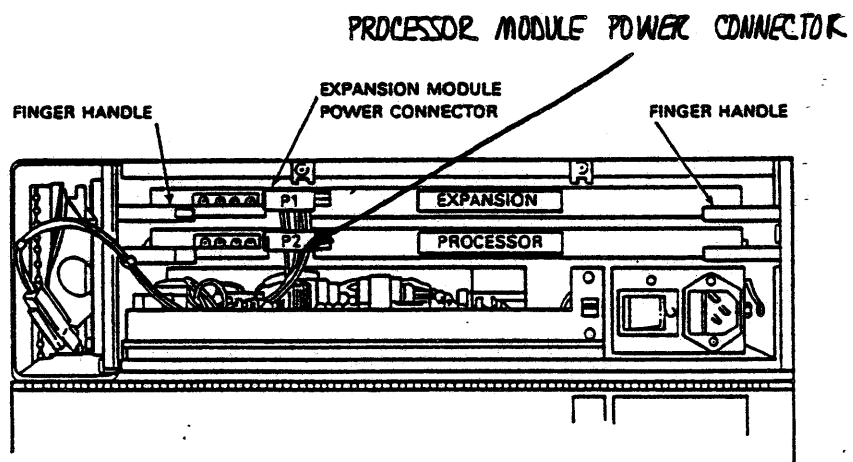 PROCESSOR MODULE POWER CONNECTOR
EXPANSION MODULE
FINGER HANDLE POWER CONNECTOR FINGER HANDLE
P1 EXPANSION
P2 PROCESSOR